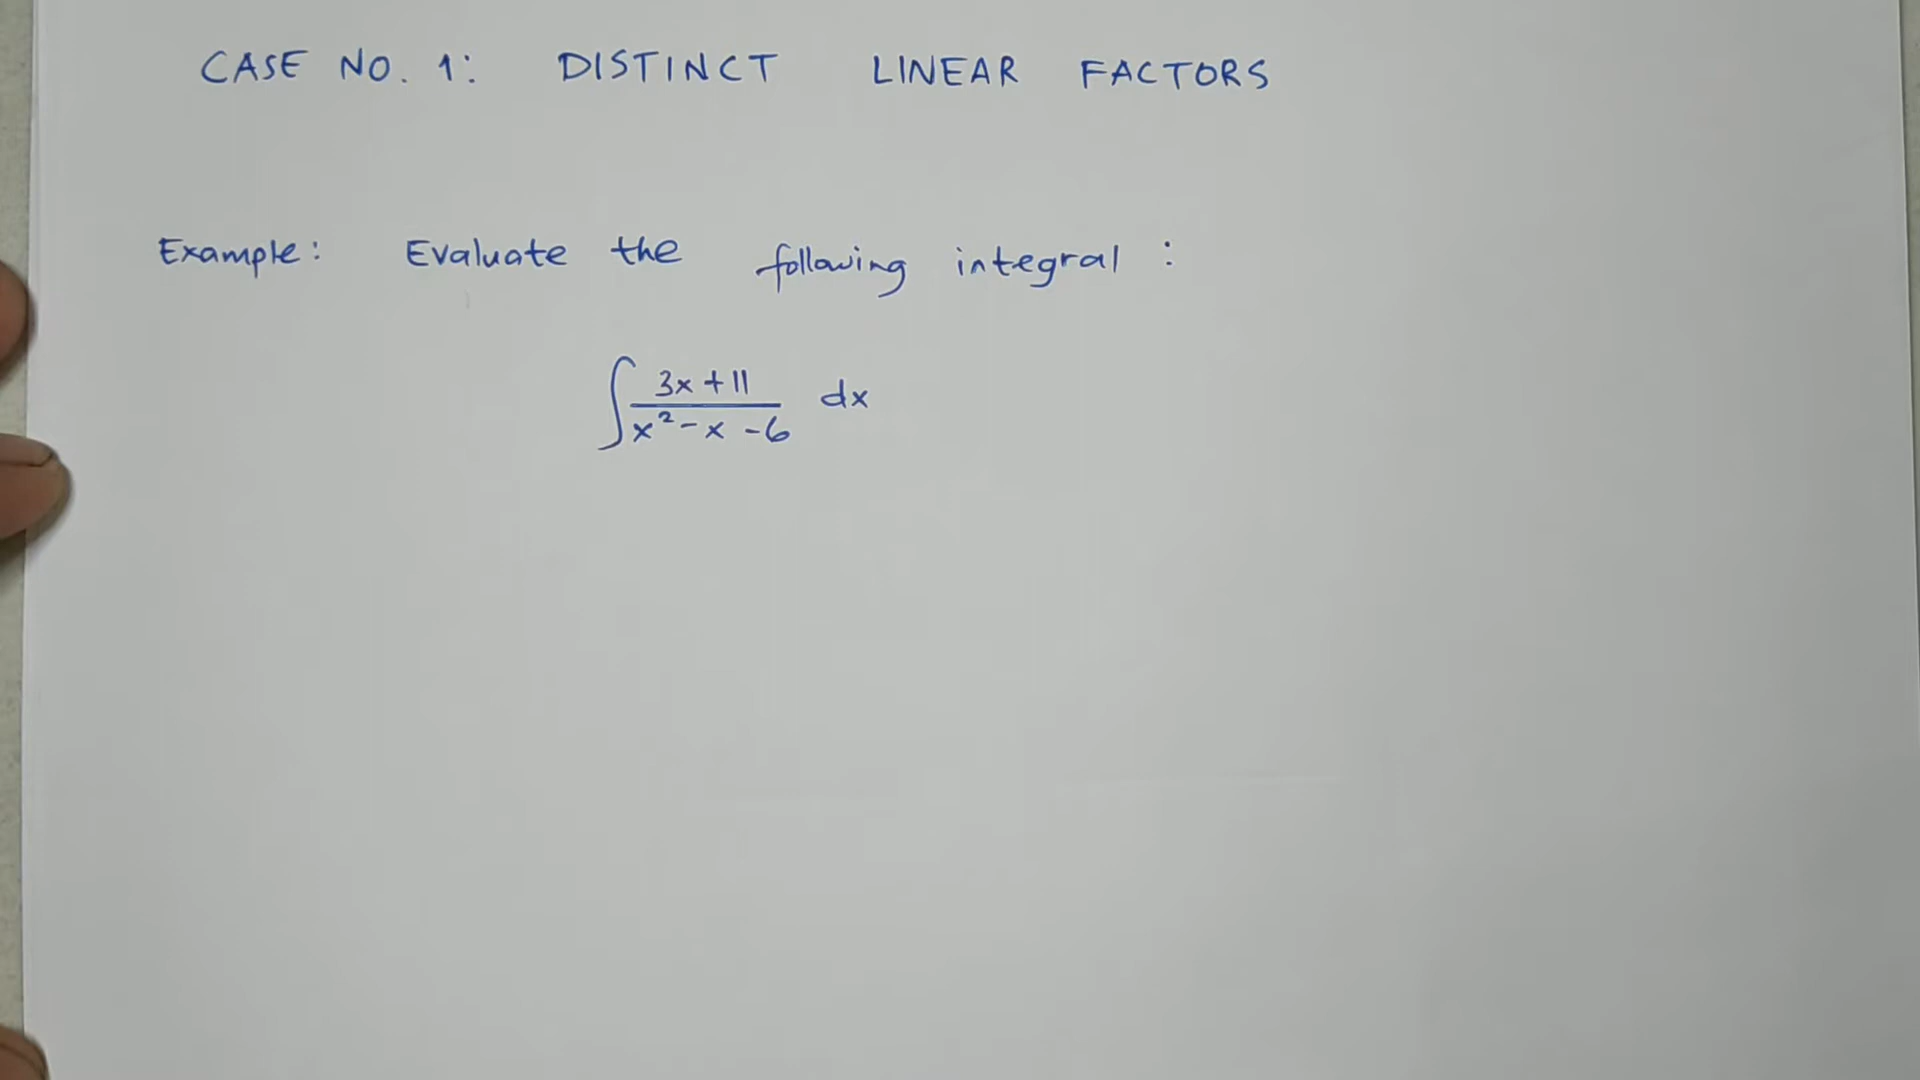 CASE NO. 1: DISTINCT LINEAR FACTORS
Example: Evaluate the following integral:
∫ (3x + 11)/(x² - x - 6) dx